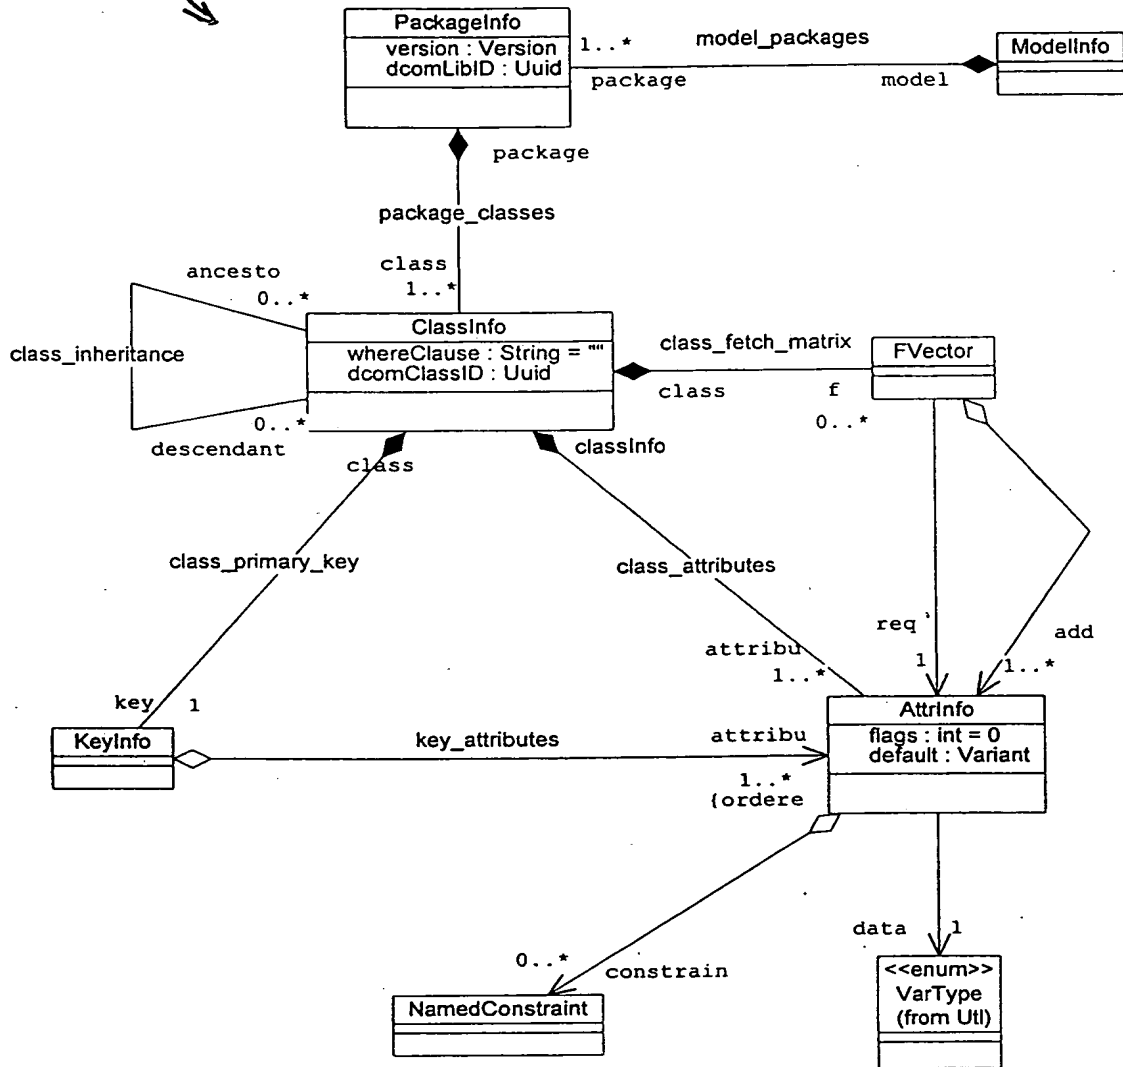 PackageInfo
version : Version
dcomLibID : Uuid
1..*
model_packages
package
model
ModelInfo
package
package_classes
class
1..*
ancesto
0..*
class_inheritance
0..*
descendant
ClassInfo
whereClause : String = ""
dcomClassID : Uuid
class_fetch_matrix
class
f
0..*
FVector
class
classInfo
class_primary_key
class_attributes
req
1
add
1..*
attribu
1..*
key
1
KeyInfo
key_attributes
attribu
1..*
{ordere
AttrInfo
flags : int = 0
default : Variant
0..*
constrain
NamedConstraint
data
1
<<enum>>
VarType
(from Utl)